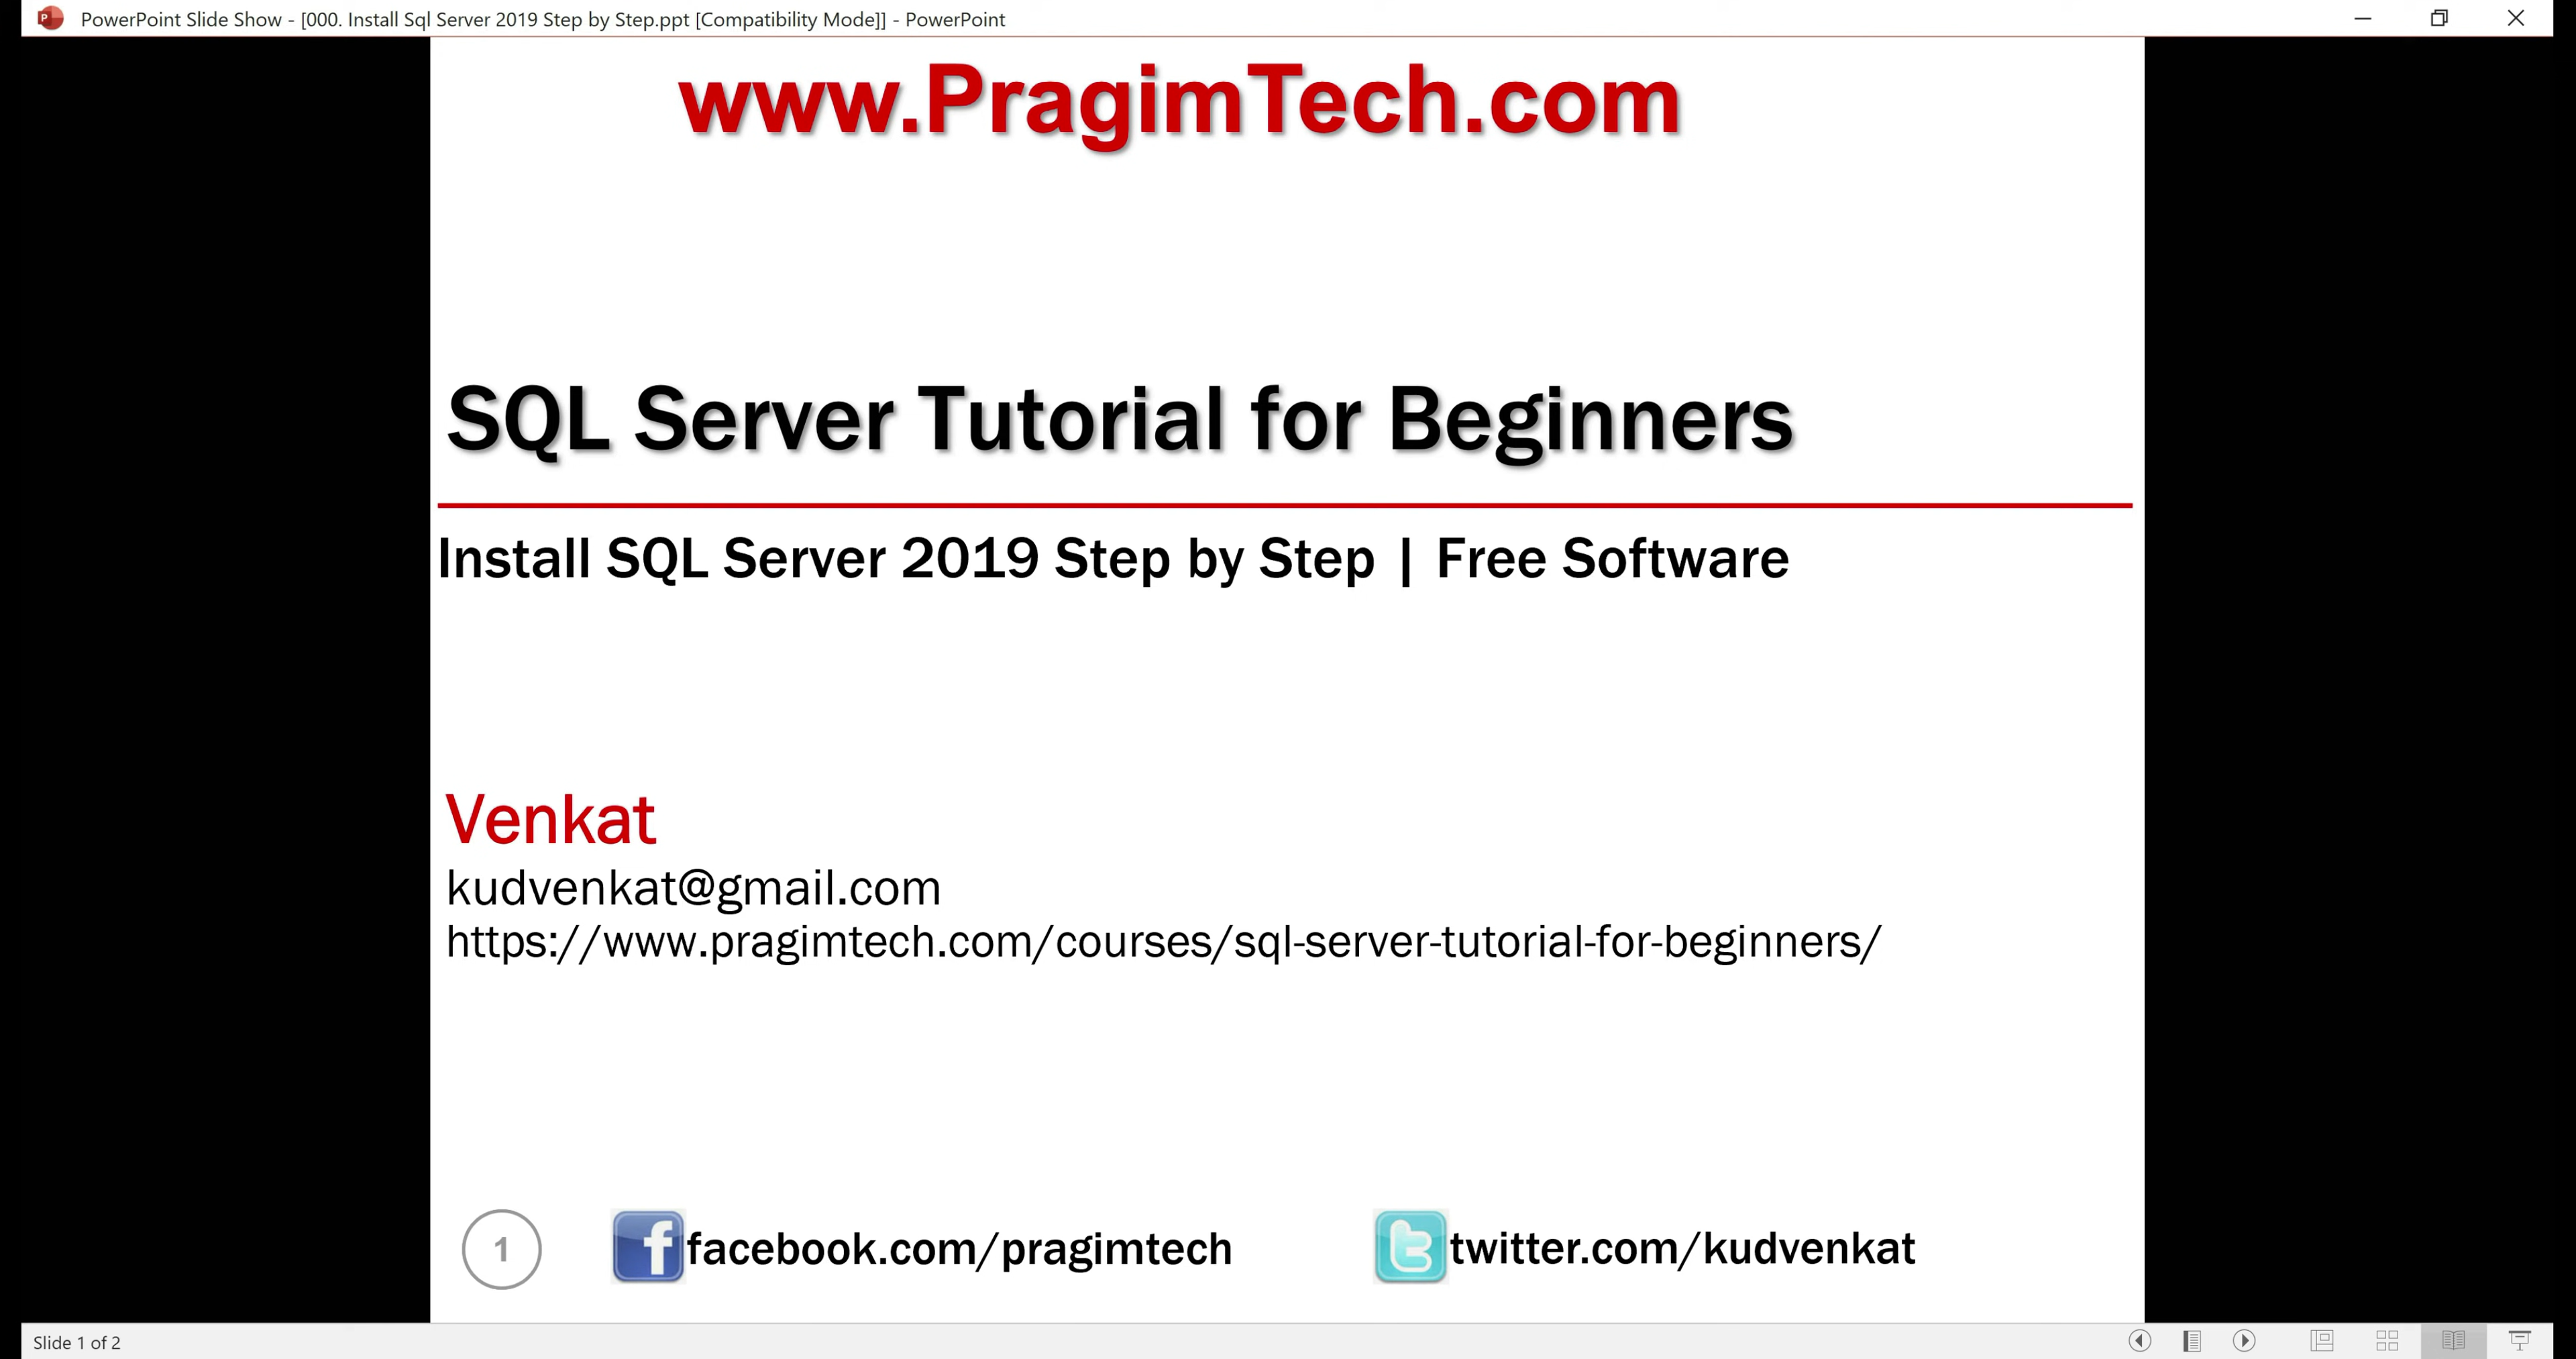 PowerPoint Slide Show - [000. Install Sql Server 2019 Step by Step.ppt [Compatibility Mode]] - PowerPoint
www.PragimTech.com
SQL Server Tutorial for Beginners
Install SQL Server 2019 Step by Step | Free Software
Venkat
kudvenkat@gmail.com
https://www.pragimtech.com/courses/sql-server-tutorial-for-beginners/
1 facebook.com/pragimtech twitter.com/kudvenkat
Slide 1 of 2